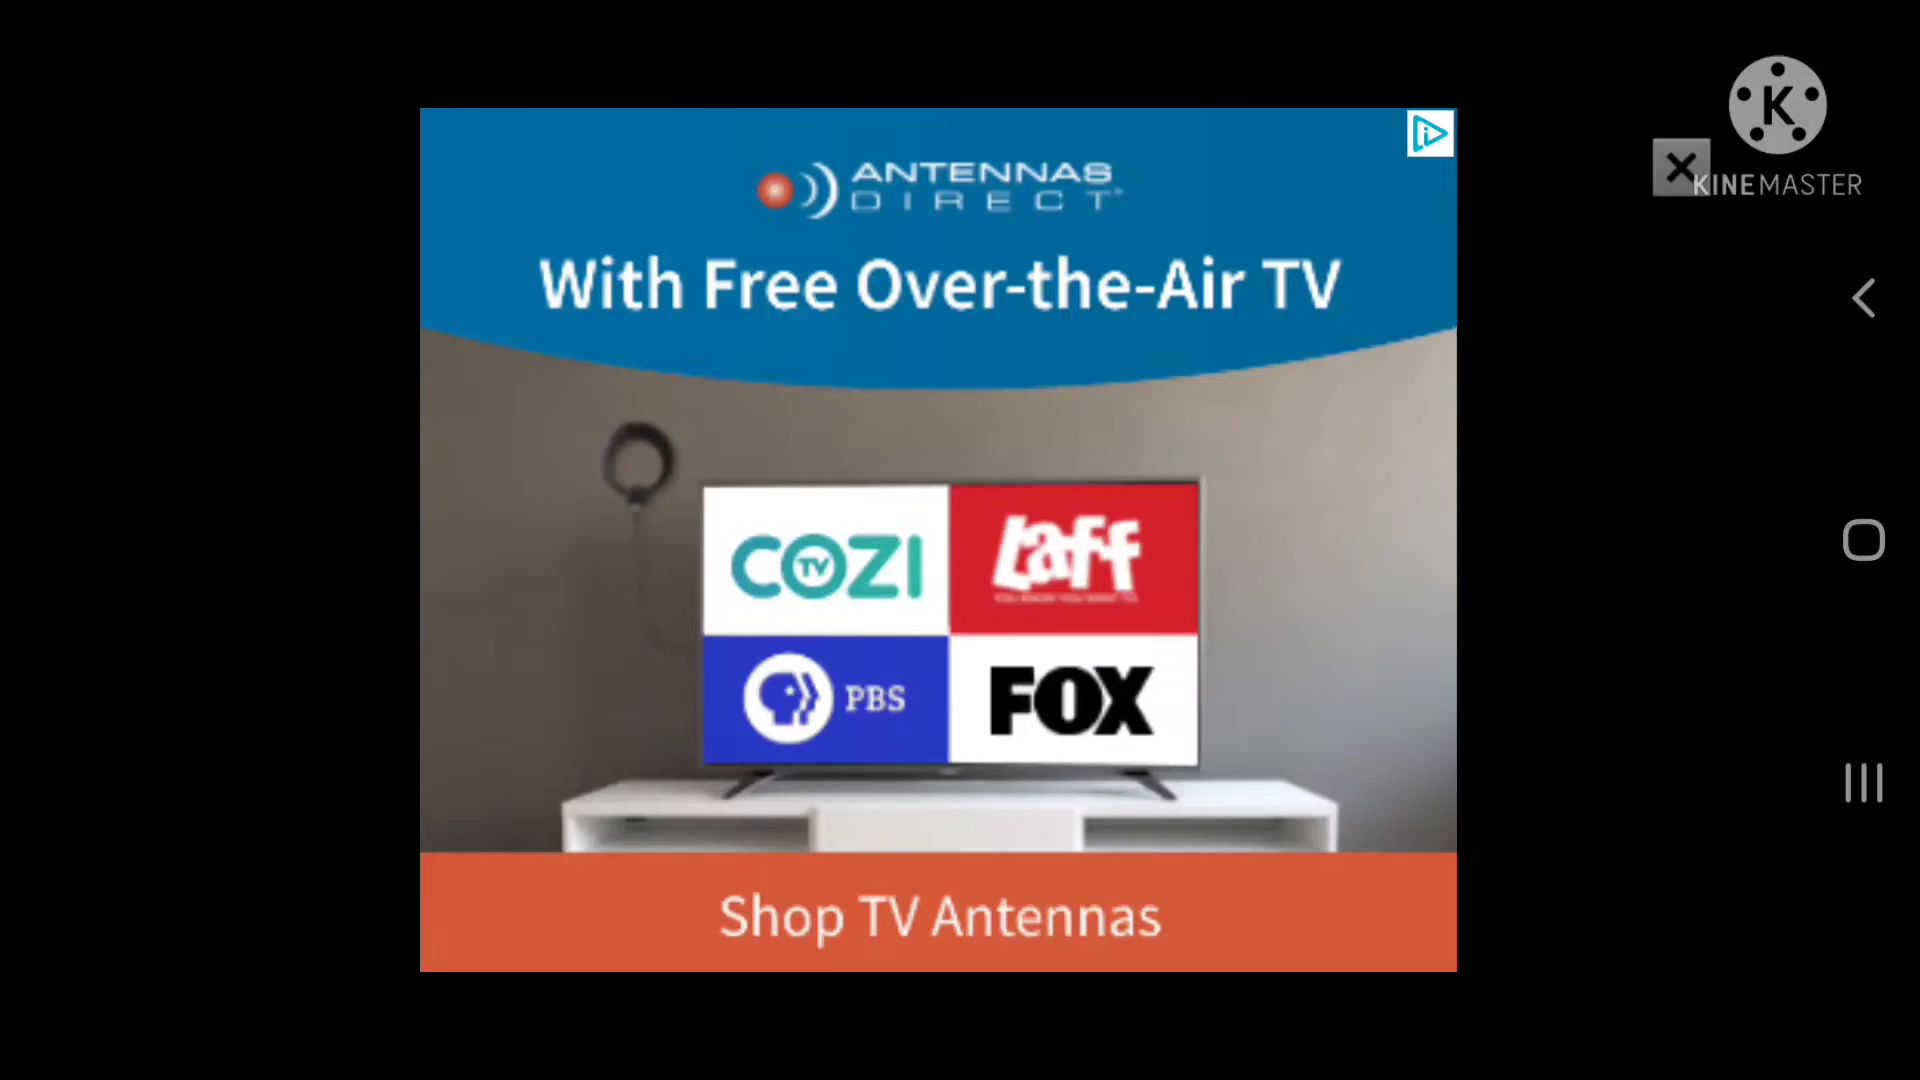 ANTENNAS
DIRECT
With Free Over-the-Air TV
COZI
TV
Laff
PBS
FOX
Shop TV Antennas
K
KINEMASTER